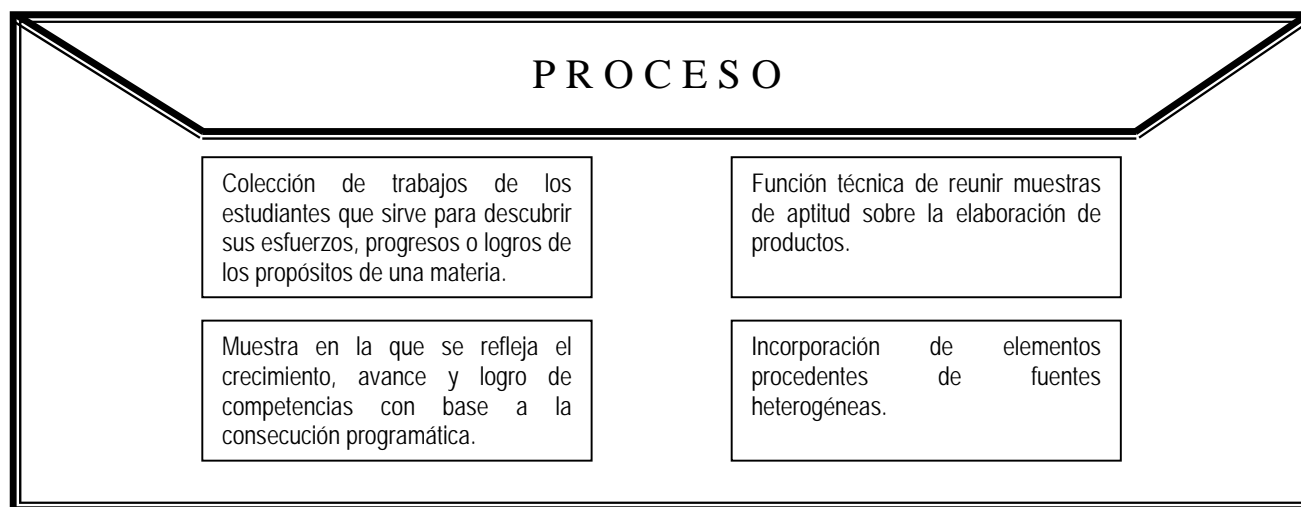 PROCESO
Colección de trabajos de los
estudiantes que sirve para descubrir
sus esfuerzos, progresos o logros de
los propósitos de una materia.
Función técnica de reunir muestras
de aptitud sobre la elaboración de
productos.
Muestra en la que se refleja el
crecimiento, avance y logro de
competencias con base a la
consecución programática.
Incorporación de elementos
procedentes de fuentes
heterogéneas.